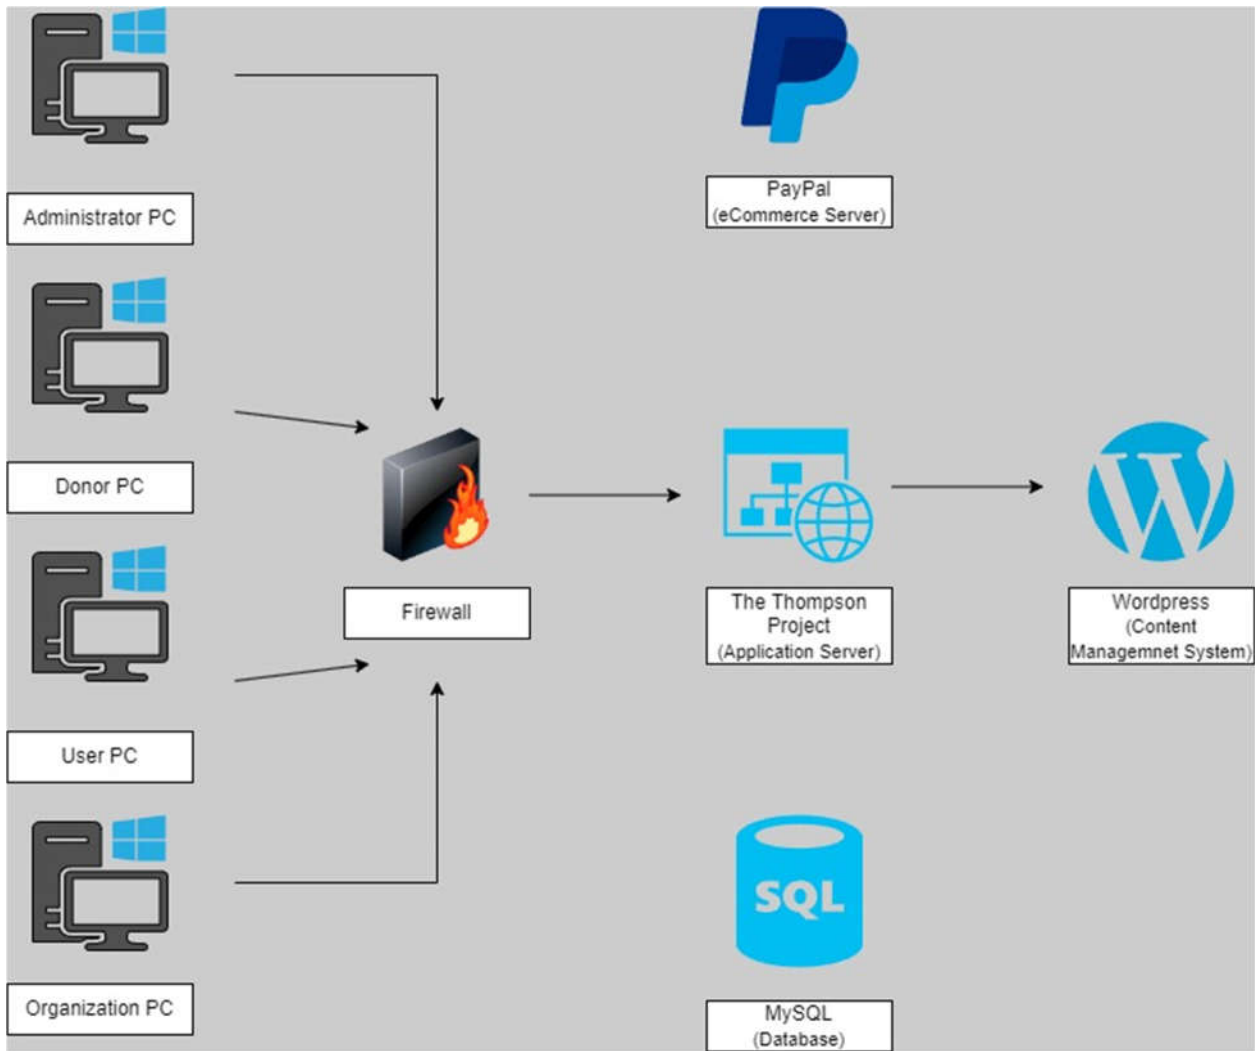 Administrator PC
PayPal
(eCommerce Server)
Donor PC
Firewall
The Thompson
Project
(Application Server)
Wordpress
(Content
Managemnet System)
User PC
Organization PC
SQL
MySQL
(Database)